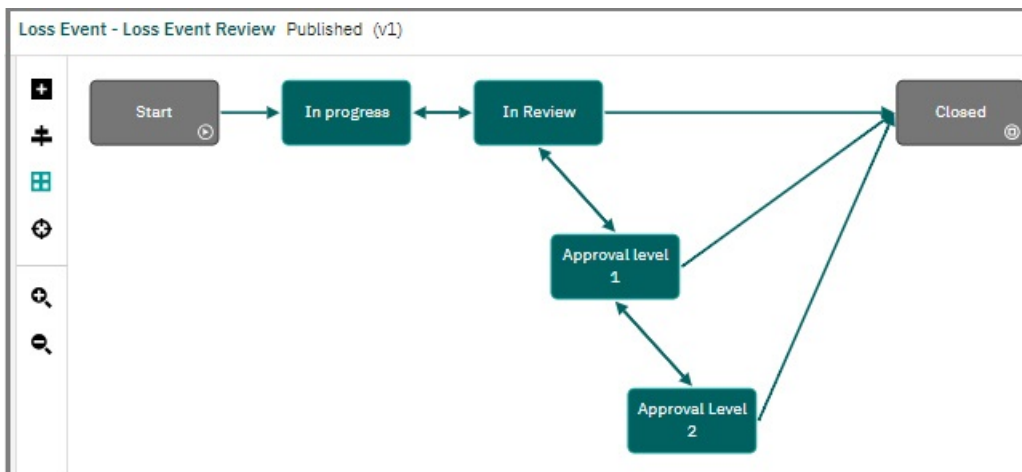 Loss Event - Loss Event Review Published (v1)
Start
In progress
In Review
Closed
Approval level
1
Approval Level
2